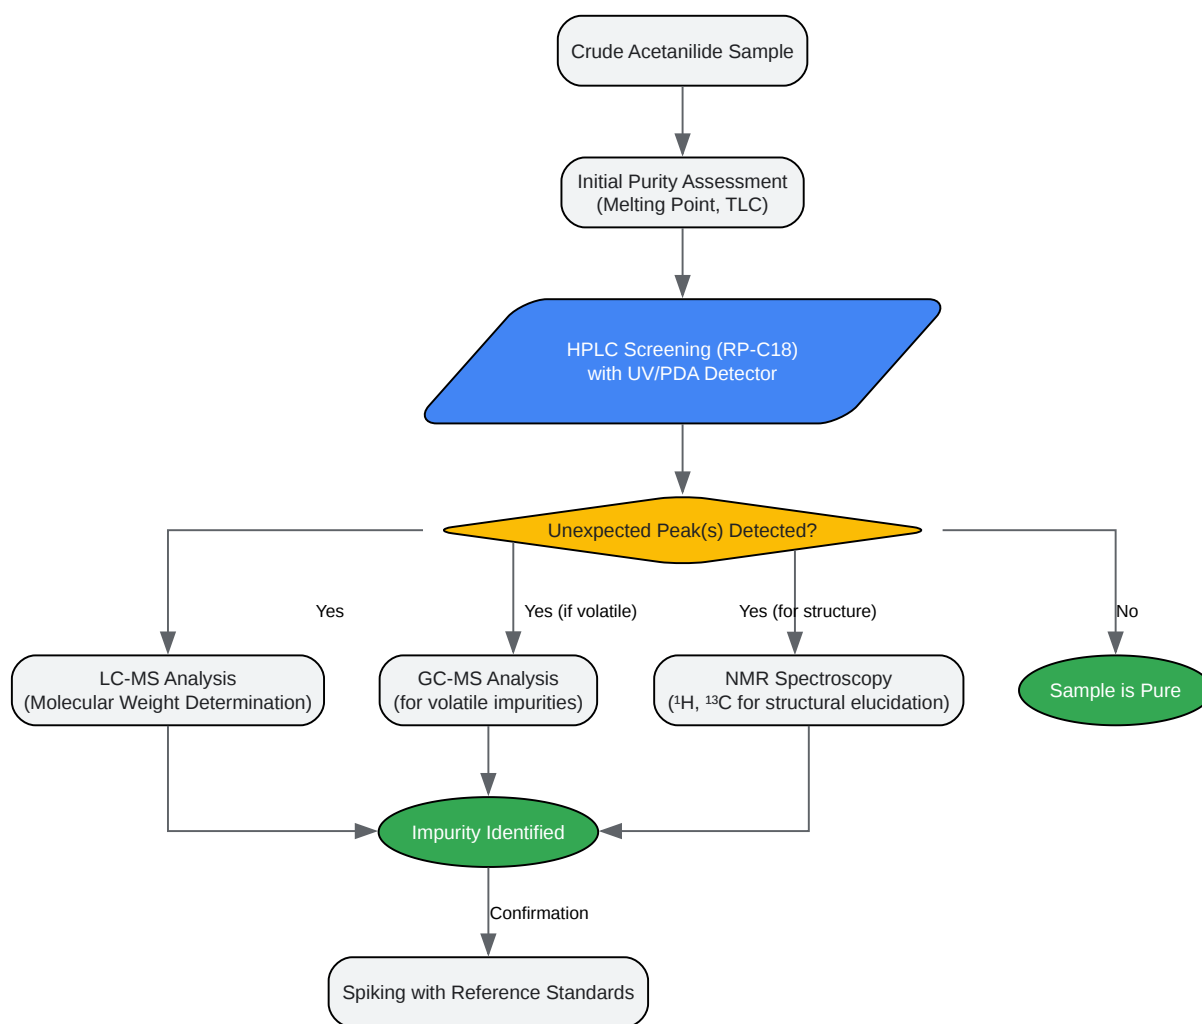 Crude Acetanilide Sample
Initial Purity Assessment
(Melting Point, TLC)
HPLC Screening (RP-C18)
with UV/PDA Detector
Unexpected Peak(s) Detected?
Yes
Yes (if volatile)
Yes (for structure)
No
LC-MS Analysis
(Molecular Weight Determination)
GC-MS Analysis
(for volatile impurities)
NMR Spectroscopy
(¹H, ¹³C for structural elucidation)
Sample is Pure
Impurity Identified
Confirmation
Spiking with Reference Standards